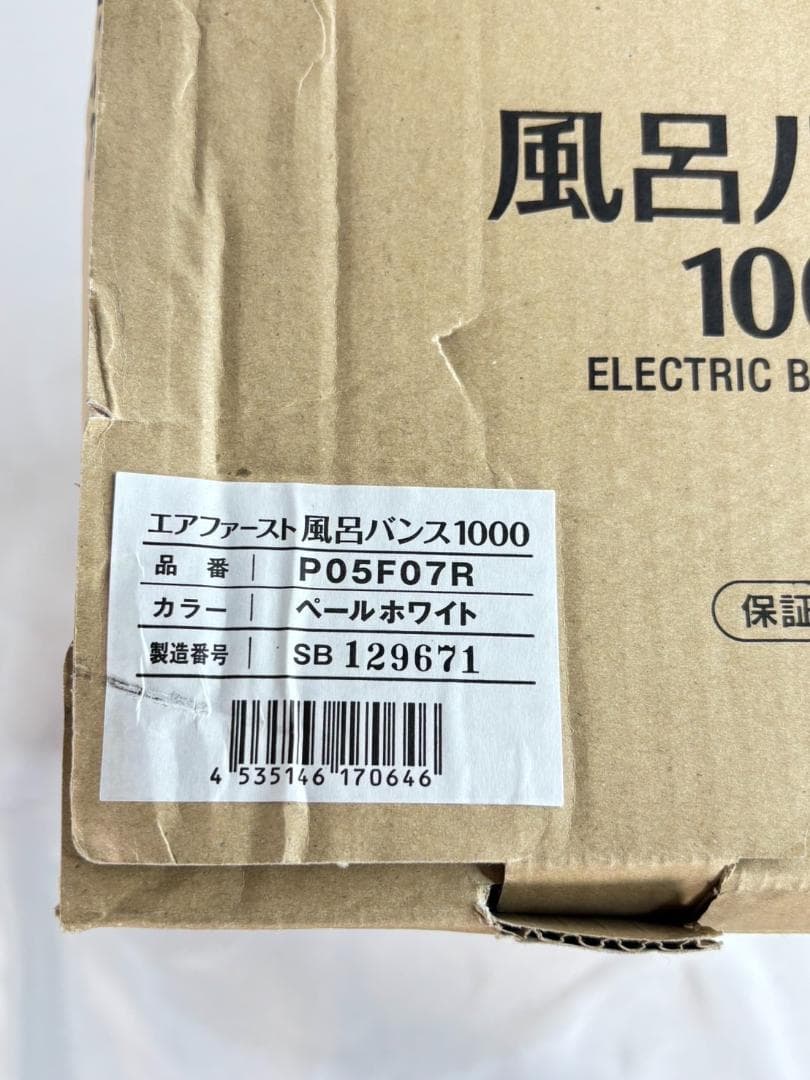 風呂バ
100
ELECTRIC B
エアファースト 風呂バンス1000
品 番 | P05F07R
カラー | ペールホワイト
保証
製造番号 | SB 129671
4 535146 170646